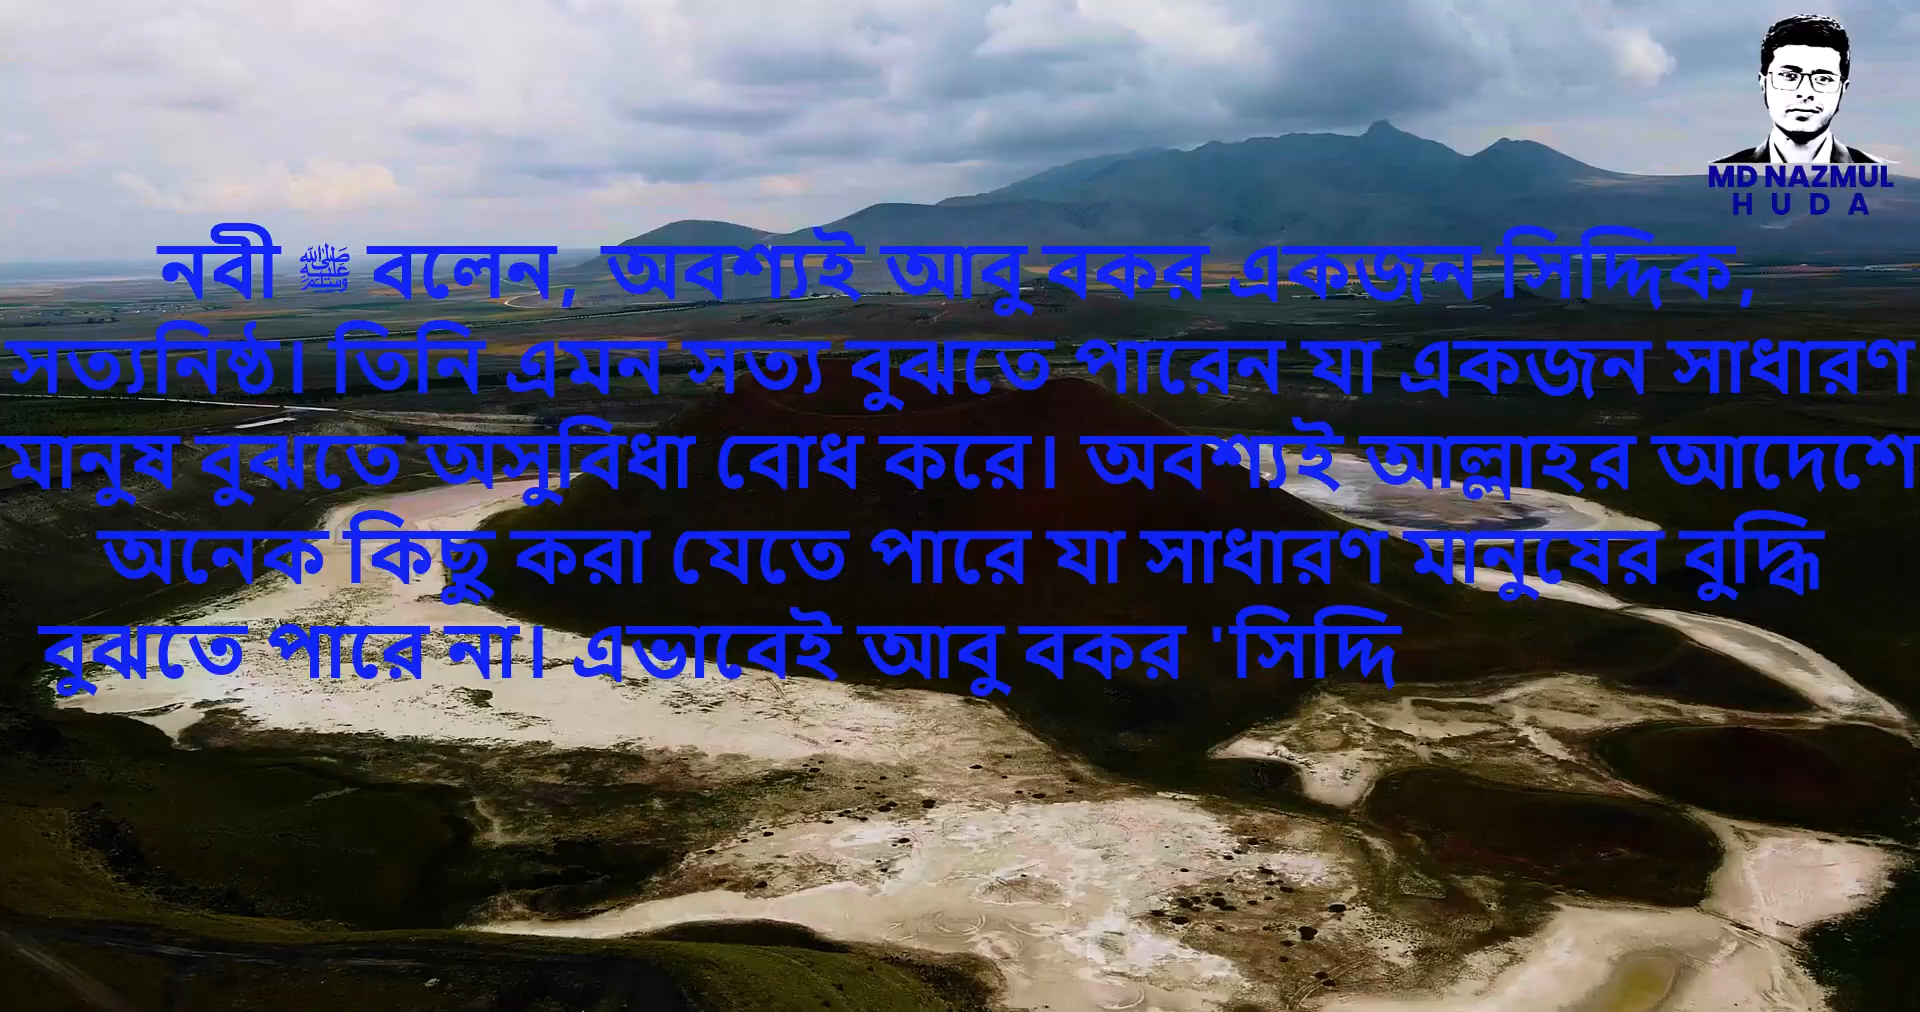 MD NAZMUL
HUDA
নবী ﷺ বলেন, অবশ্যই আবু বকর একজন সিদ্দিক,
সত্যনিষ্ঠ। তিনি এমন সত্য বুঝতে পারেন যা একজন সাধারণ
মানুষ বুঝতে অসুবিধা বোধ করে। অবশ্যই আল্লাহর আদেশে
অনেক কিছু করা যেতে পারে যা সাধারণ মানুষের বুদ্ধি
বুঝতে পারে না। এভাবেই আবু বকর 'সিদ্দি